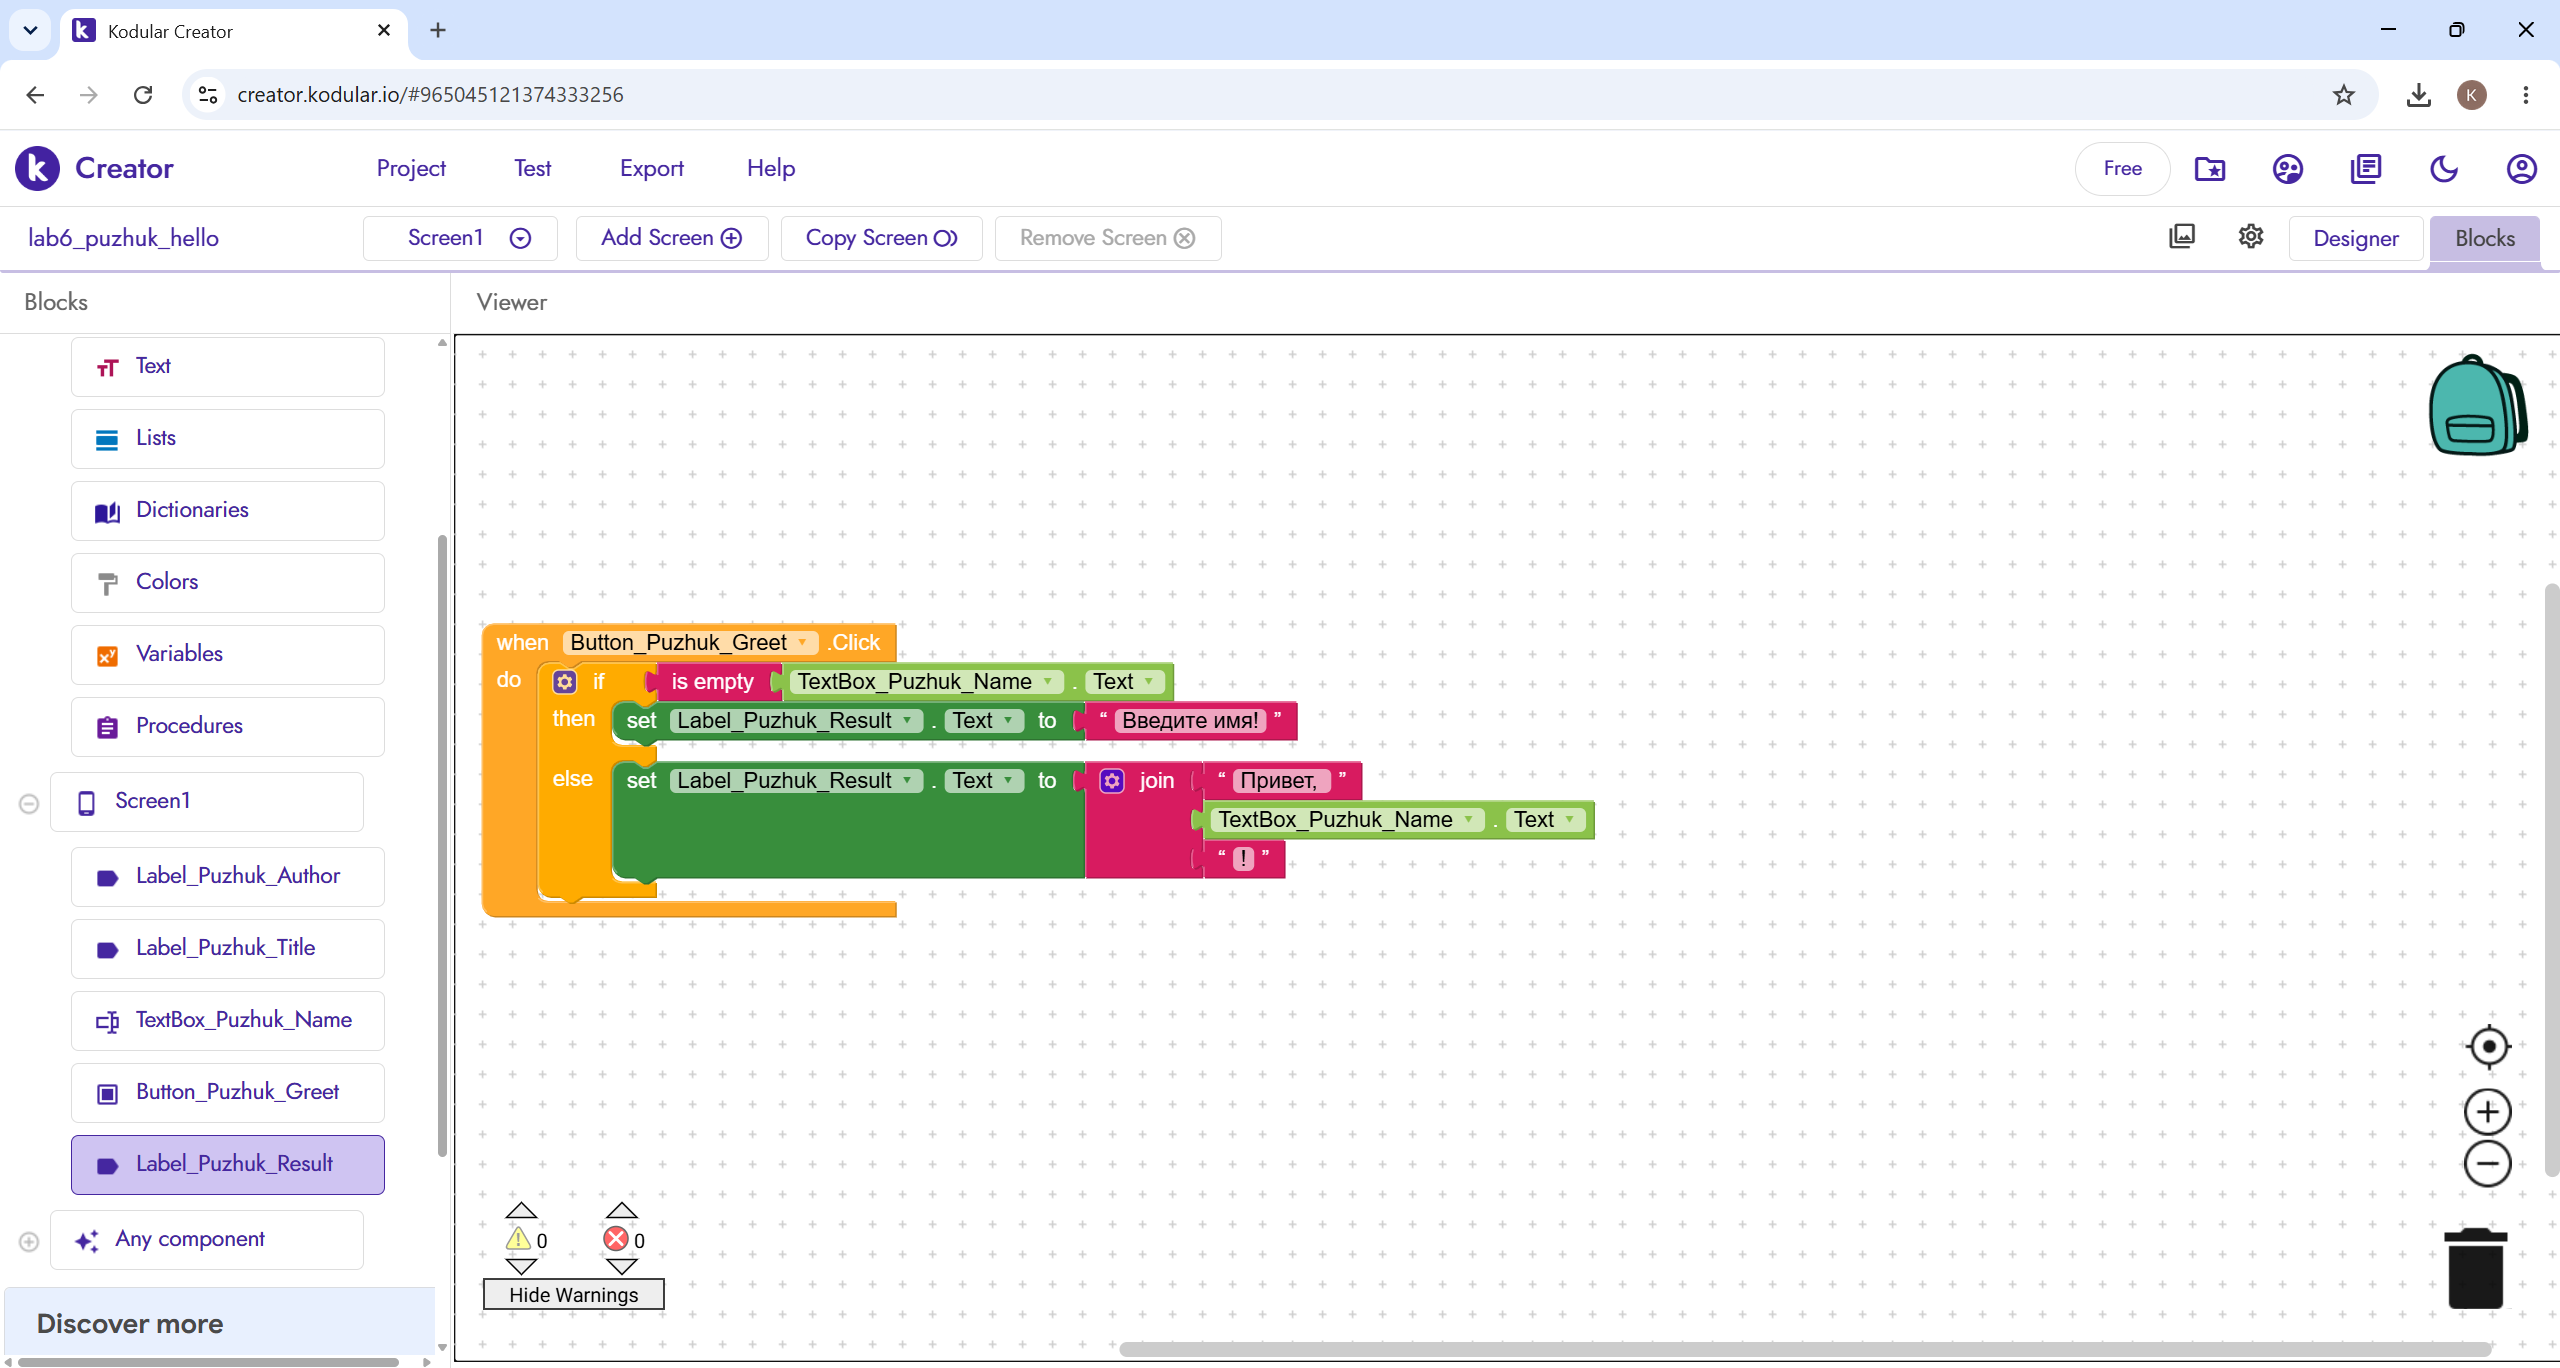 Kodular Creator
creator.kodular.io/#965045121374333256
K
Creator
Project
Test
Export
Help
Free
lab6_puzhuk_hello
Screen1
Add Screen
Copy Screen
Remove Screen
Designer
Blocks
Blocks
Viewer
Text
Lists
Dictionaries
Colors
Variables
Procedures
Screen1
Label_Puzhuk_Author
Label_Puzhuk_Title
TextBox_Puzhuk_Name
Button_Puzhuk_Greet
Label_Puzhuk_Result
Any component
Discover more
when Button_Puzhuk_Greet .Click
do if is empty TextBox_Puzhuk_Name . Text
then set Label_Puzhuk_Result . Text to “ Введите имя! ”
else set Label_Puzhuk_Result . Text to join “ Привет, ”
TextBox_Puzhuk_Name . Text
“ ! ”
0 0
Hide Warnings